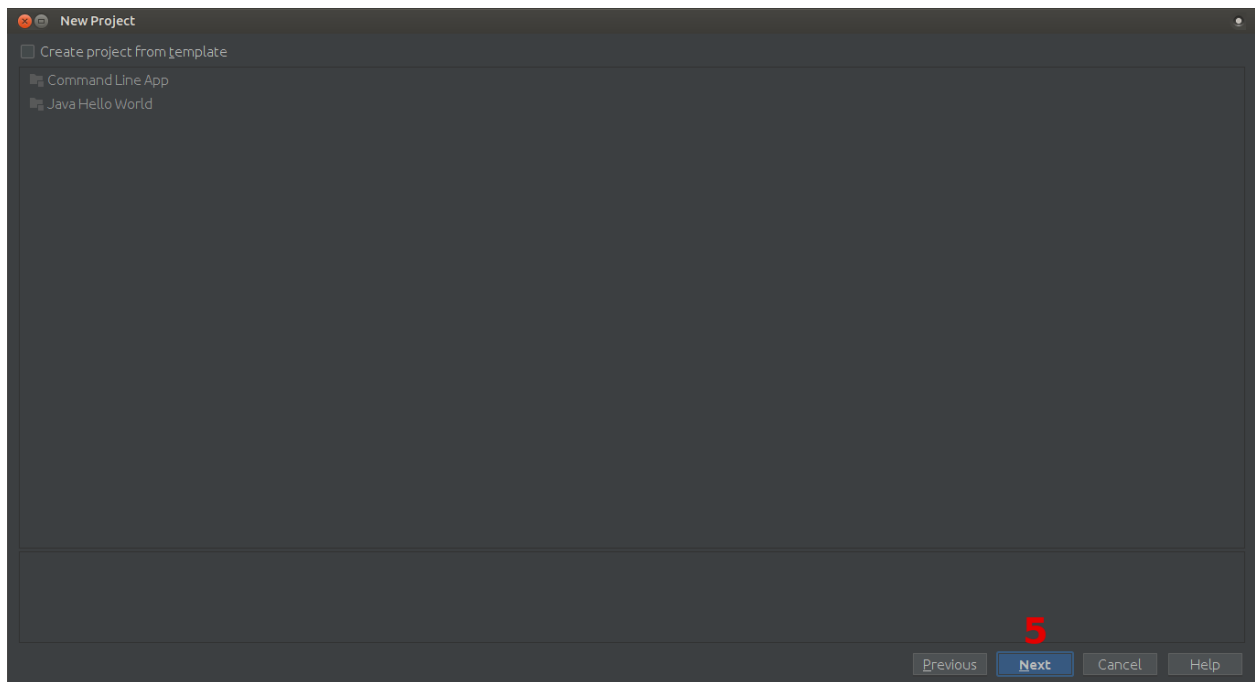 New Project
Create project from template
Command Line App
Java Hello World
5
Previous Next Cancel Help